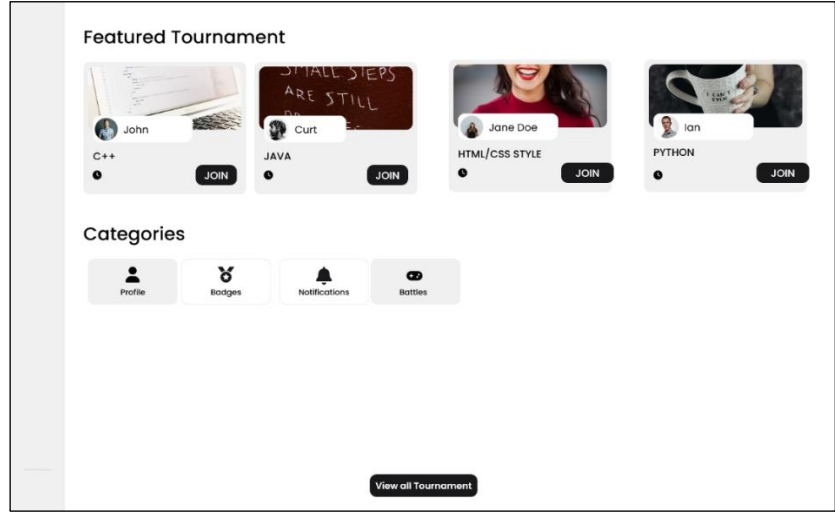 Featured Tournament
SMALL STEPS
ARE STILL
John
Curt
Jane Doe
Ian
C++
JAVA
HTML/CSS STYLE
PYTHON
JOIN
JOIN
JOIN
JOIN
Categories
Profile
Badges
Notifications
Battles
View all Tournament